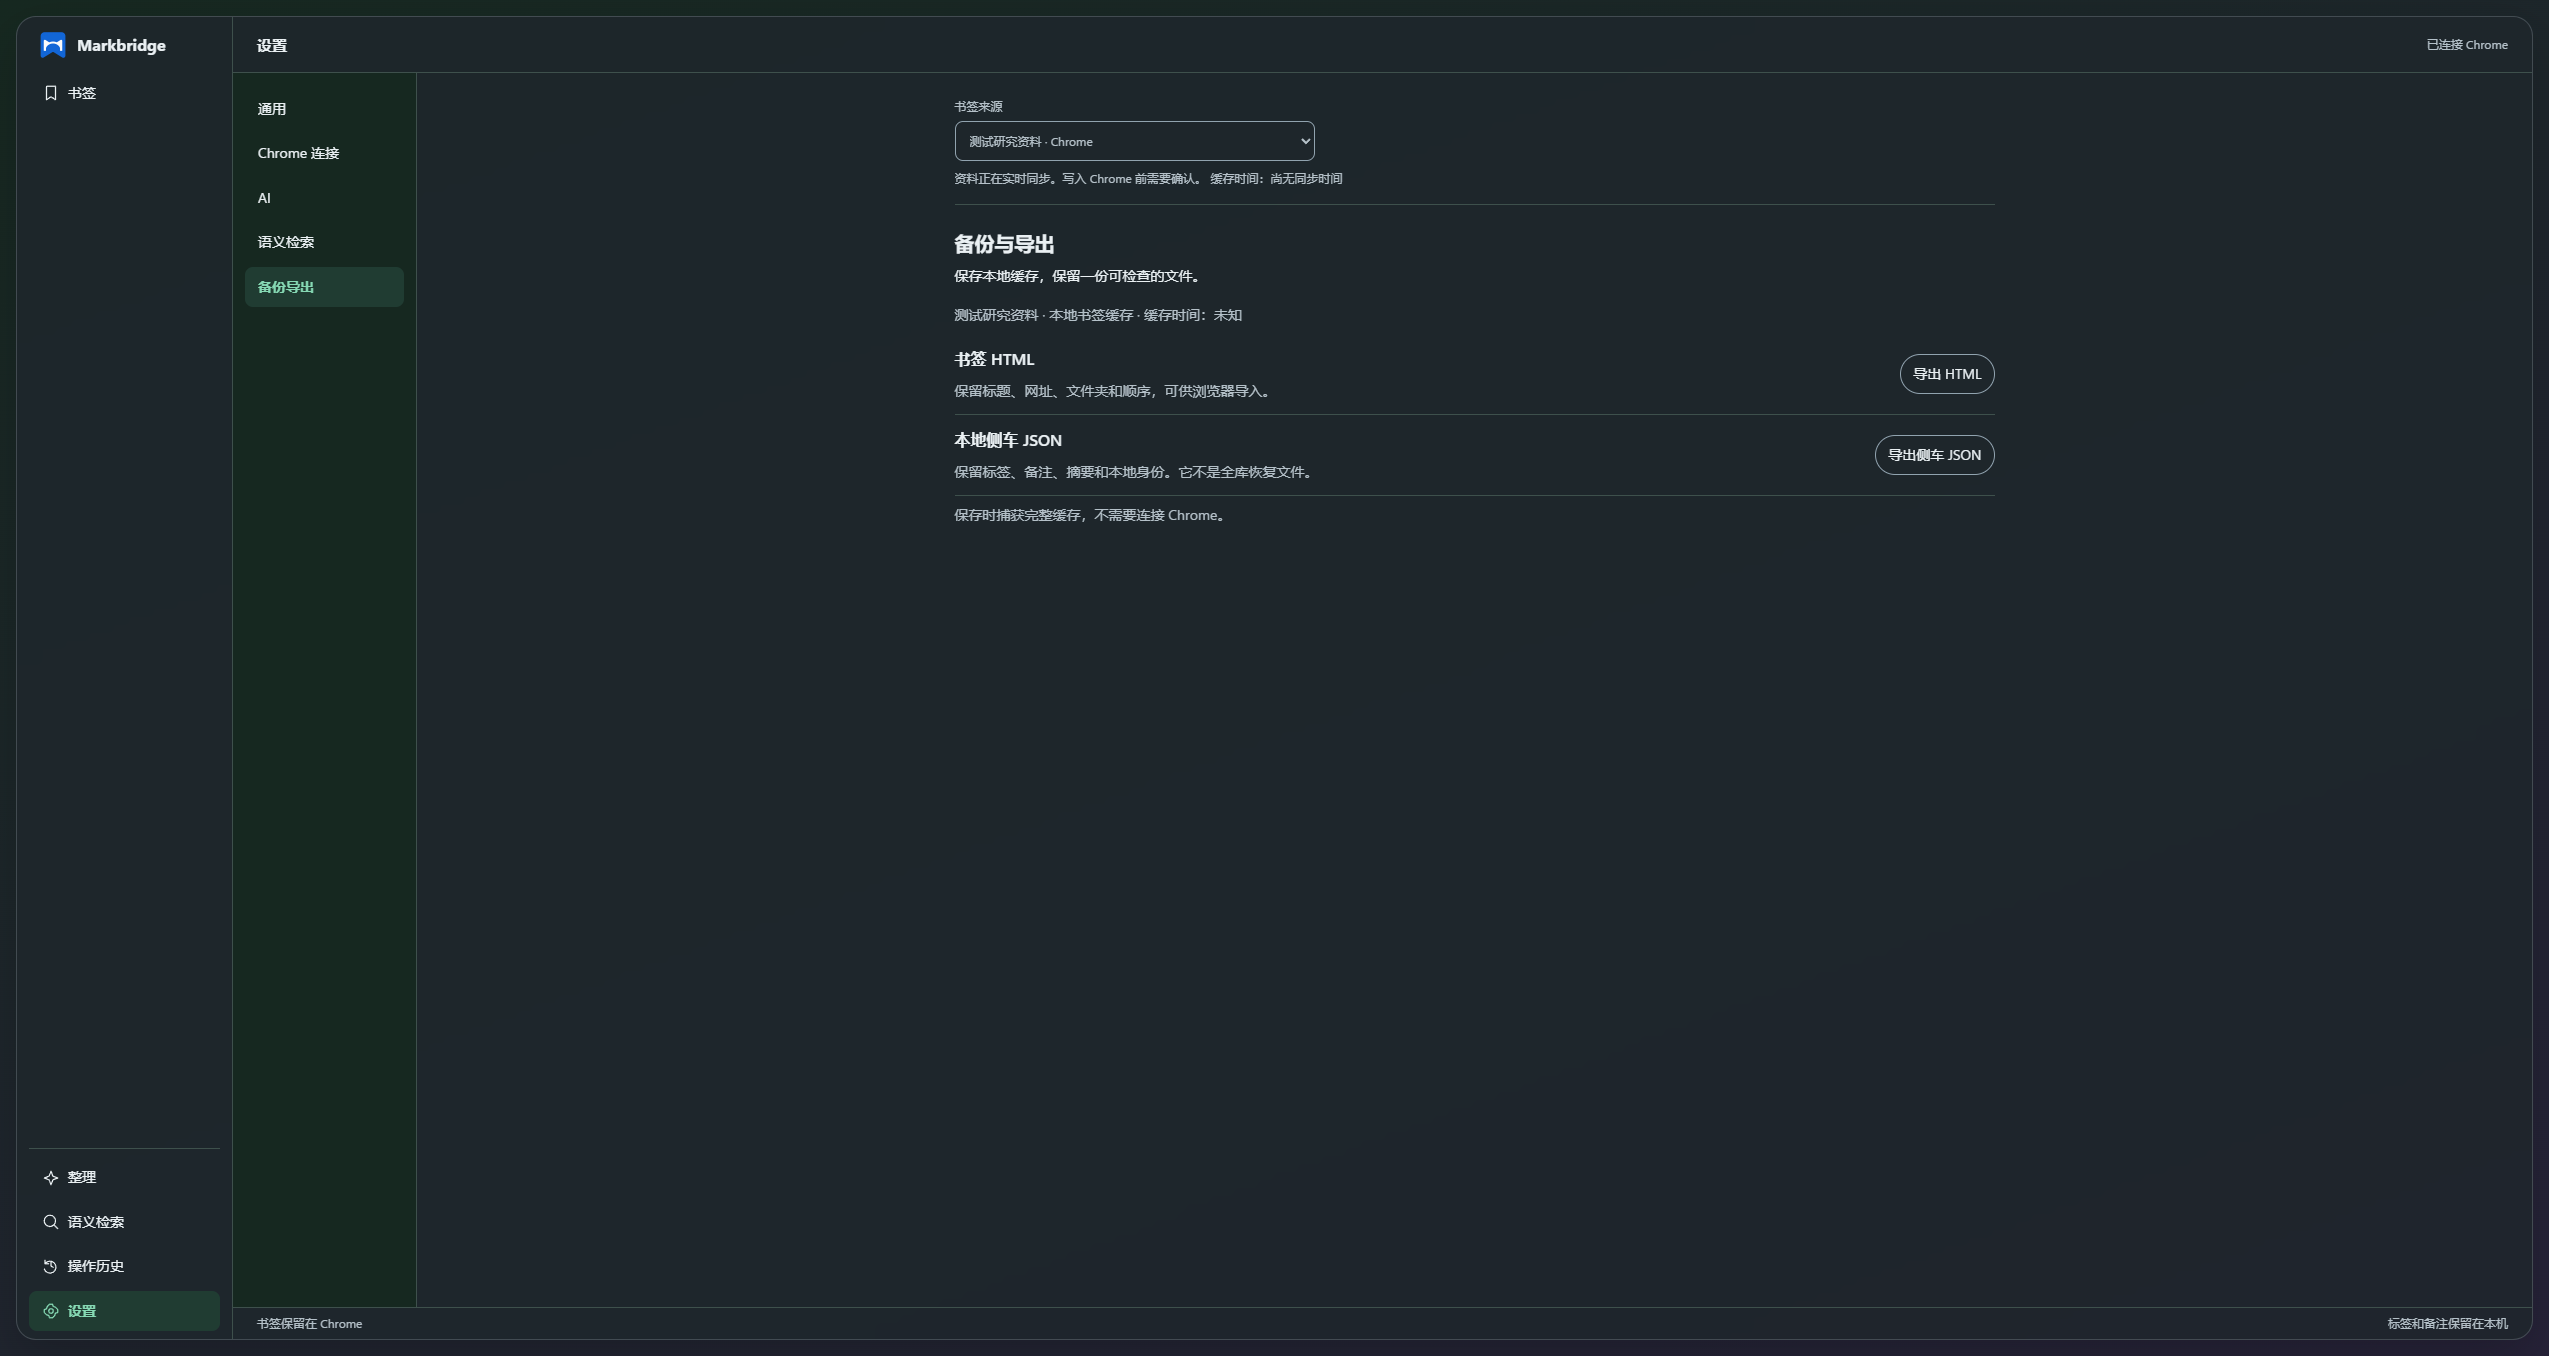 Markbridge
书签
整理
语义检索
操作历史
设置
设置
已连接 Chrome
通用
Chrome 连接
AI
语义检索
备份导出
书签来源
测试研究资料 · Chrome
资料正在实时同步。写入 Chrome 前需要确认。 缓存时间：尚无同步时间
备份与导出
保存本地缓存，保留一份可检查的文件。
测试研究资料 · 本地书签缓存 · 缓存时间：未知
书签 HTML
保留标题、网址、文件夹和顺序，可供浏览器导入。
导出 HTML
本地侧车 JSON
保留标签、备注、摘要和本地身份。它不是全库恢复文件。
导出侧车 JSON
保存时捕获完整缓存，不需要连接 Chrome。
书签保留在 Chrome
标签和备注保留在本机